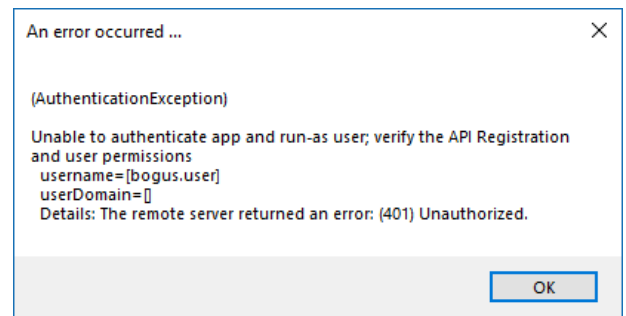 An error occurred ...
(AuthenticationException)
Unable to authenticate app and run-as user; verify the API Registration
and user permissions
username=[bogus.user]
userDomain=[]
Details: The remote server returned an error: (401) Unauthorized.
OK